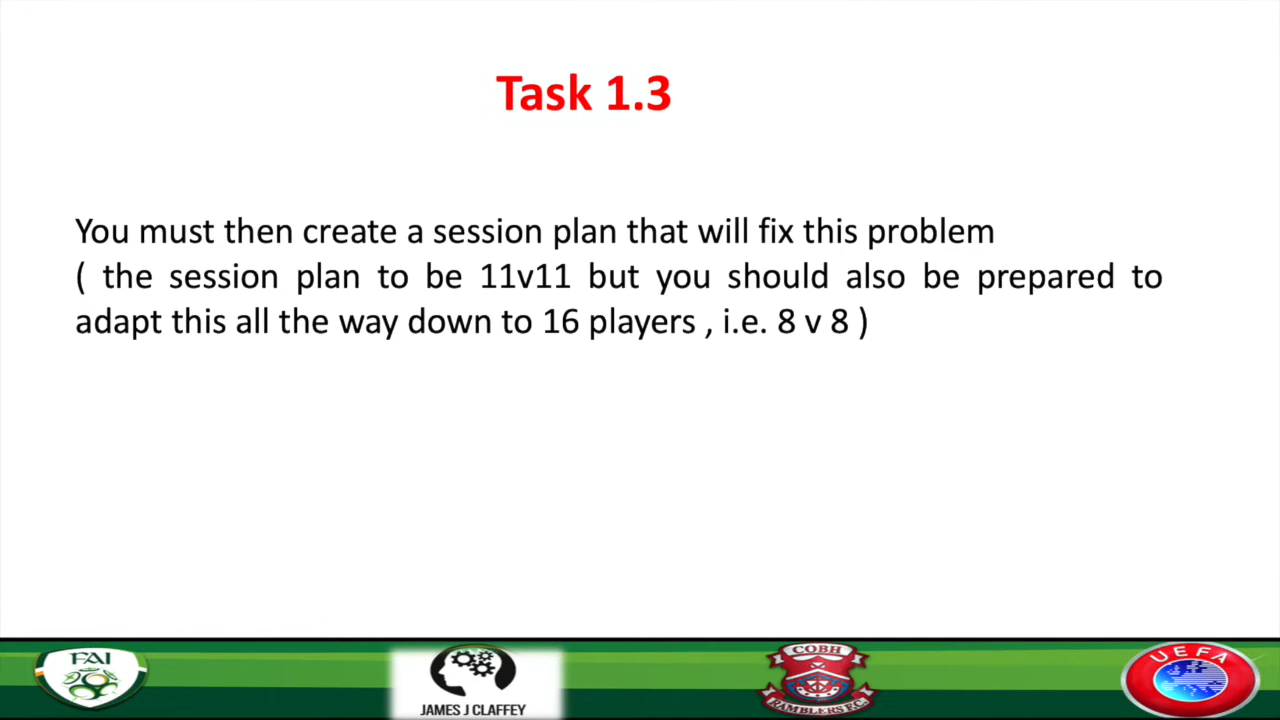 Task 1.3
You must then create a session plan that will fix this problem
( the session plan to be 11v11 but you should also be prepared to
adapt this all the way down to 16 players , i.e. 8 v 8 )
FAI
JAMES J CLAFFEY
COBH
RAMBLERS F.C.
UEFA